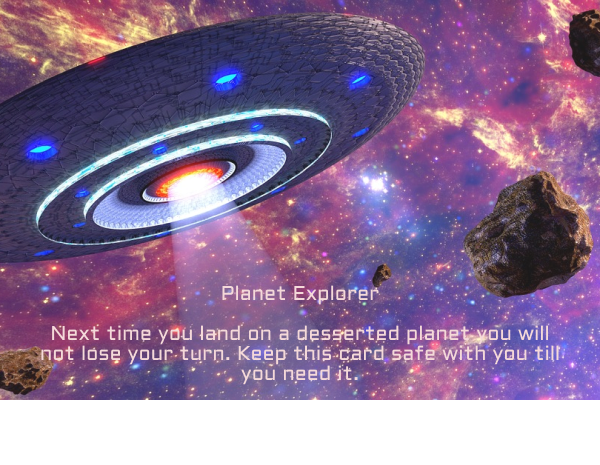 Planet Explorer
Next time you land on a desserted planet you will
not lose your turn. Keep this card safe with you till
you need it.